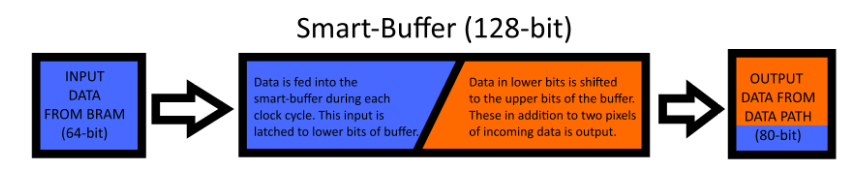 Smart-Buffer (128-bit)
INPUT
DATA
FROM BRAM
(64-bit)
Data is fed into the
smart-buffer during each
clock cycle. This input is
latched to lower bits of buffer.
Data in lower bits is shifted
to the upper bits of the buffer.
These in addition to two pixels
of incoming data is output.
OUTPUT
DATA FROM
DATA PATH
(80-bit)